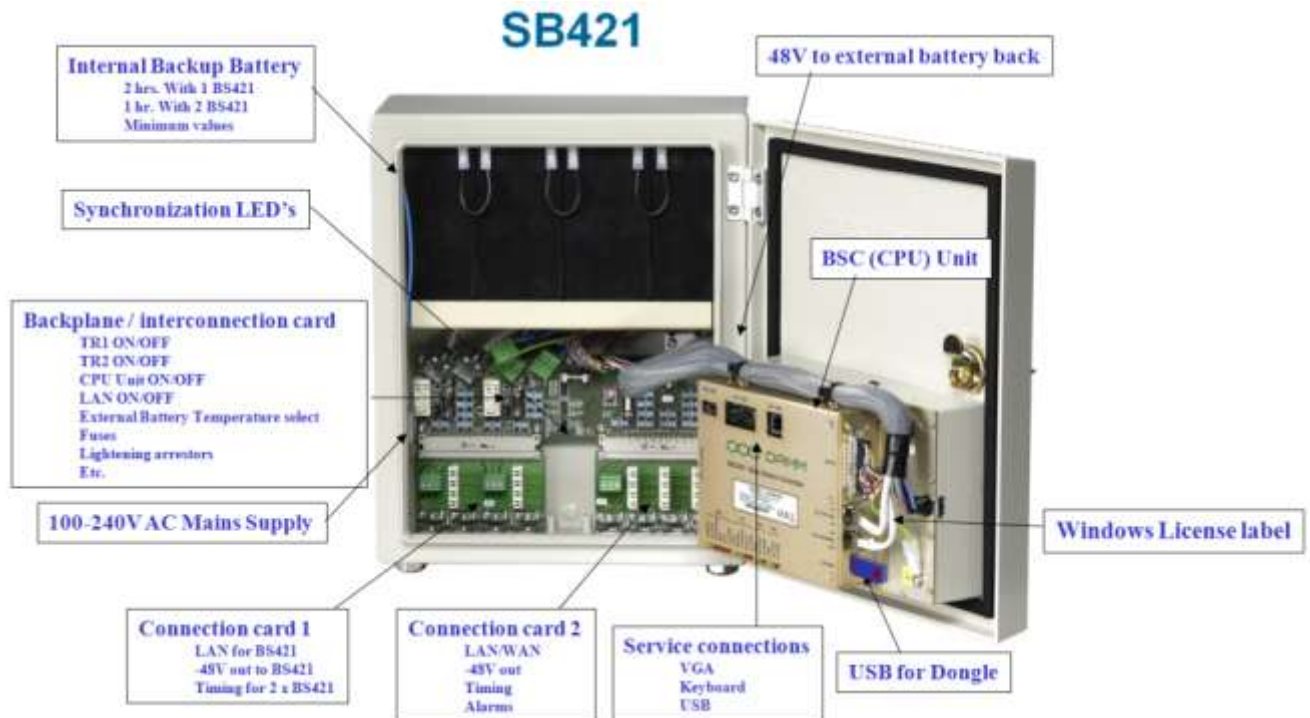 SB421
Internal Backup Battery
2 hrs. With 1 BS421
1 hr. With 2 BS421
Minimum values
48V to external battery back
Synchronization LED's
BSC (CPU) Unit
Backplane / interconnection card
TR1 ON/OFF
TR2 ON/OFF
CPU Unit ON/OFF
LAN ON/OFF
External Battery Temperature select
Fuses
Lightening arrestors
Etc.
100-240V AC Mains Supply
Windows License label
Connection card 1
LAN for BS421
-48V out to BS421
Timing for 2 x BS421
Connection card 2
LAN/WAN
-48V out
Timing
Alarms
Service connections
VGA
Keyboard
USB
USB for Dongle